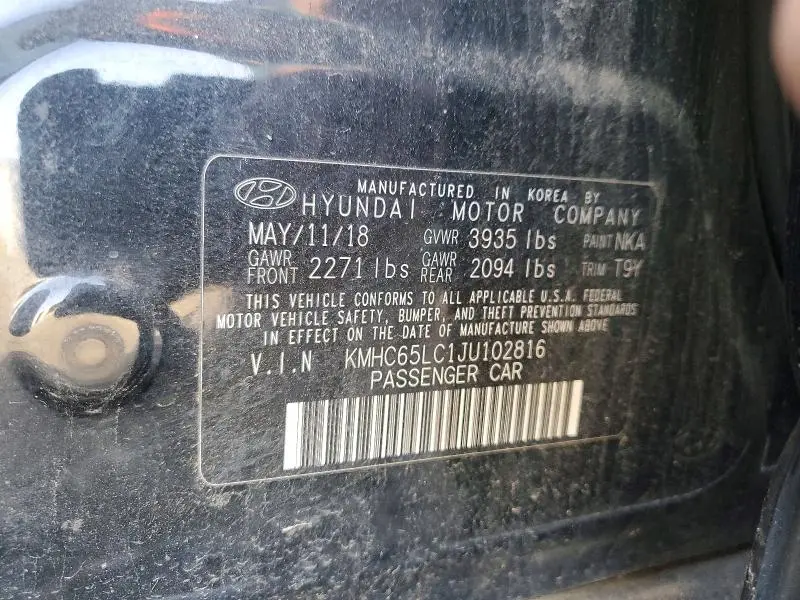 MANUFACTURED IN KOREA BY
HYUNDAI MOTOR COMPANY
MAY/11/18 GVWR 3935 lbs PAINT NKA
GAWR FRONT 2271 lbs GAWR REAR 2094 lbs TRIM T9Y
THIS VEHICLE CONFORMS TO ALL APPLICABLE U.S.A. FEDERAL
MOTOR VEHICLE SAFETY, BUMPER, AND THEFT PREVENTION STANDARDS
IN EFFECT ON THE DATE OF MANUFACTURE SHOWN ABOVE
V.I.N KMHC65LC1JU102816
PASSENGER CAR